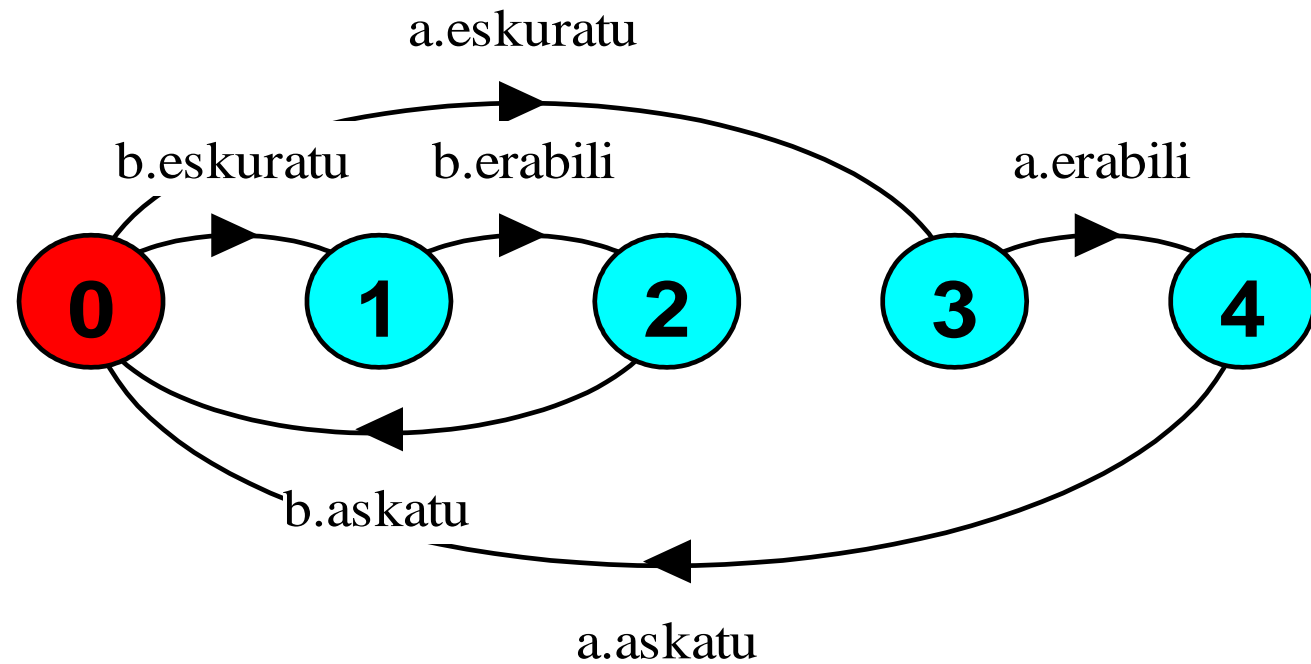 a.eskuratu
b.eskuratu b.erabili a.erabili
0 1 2 3 4
b.askatu
a.askatu